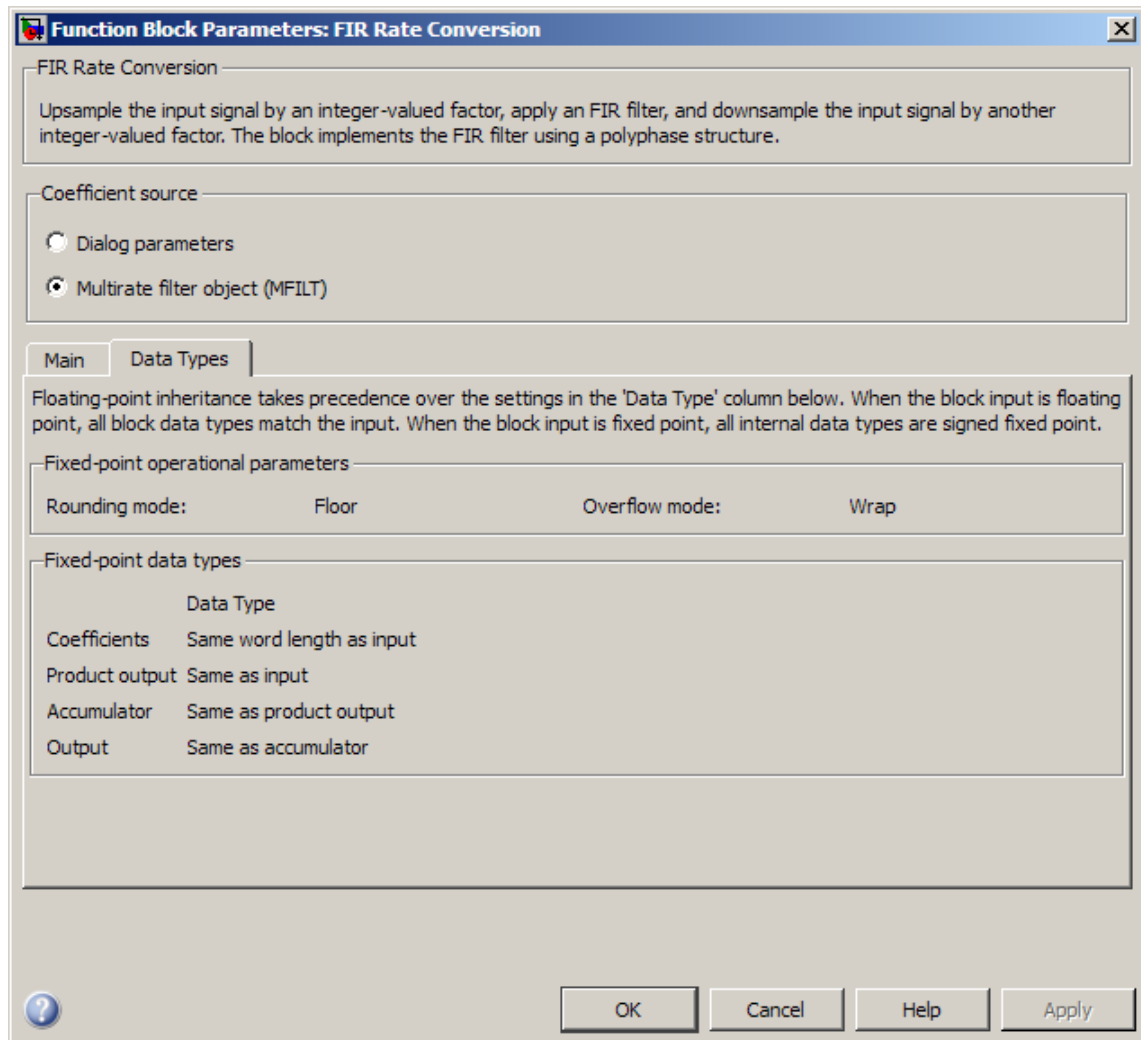 Function Block Parameters: FIR Rate Conversion
FIR Rate Conversion
Upsample the input signal by an integer-valued factor, apply an FIR filter, and downsample the input signal by another
integer-valued factor. The block implements the FIR filter using a polyphase structure.
Coefficient source
Dialog parameters
Multirate filter object (MFILT)
Main Data Types
Floating-point inheritance takes precedence over the settings in the 'Data Type' column below. When the block input is floating
point, all block data types match the input. When the block input is fixed point, all internal data types are signed fixed point.
Fixed-point operational parameters
Rounding mode: Floor Overflow mode: Wrap
Fixed-point data types
Data Type
Coefficients Same word length as input
Product output Same as input
Accumulator Same as product output
Output Same as accumulator
? OK Cancel Help Apply